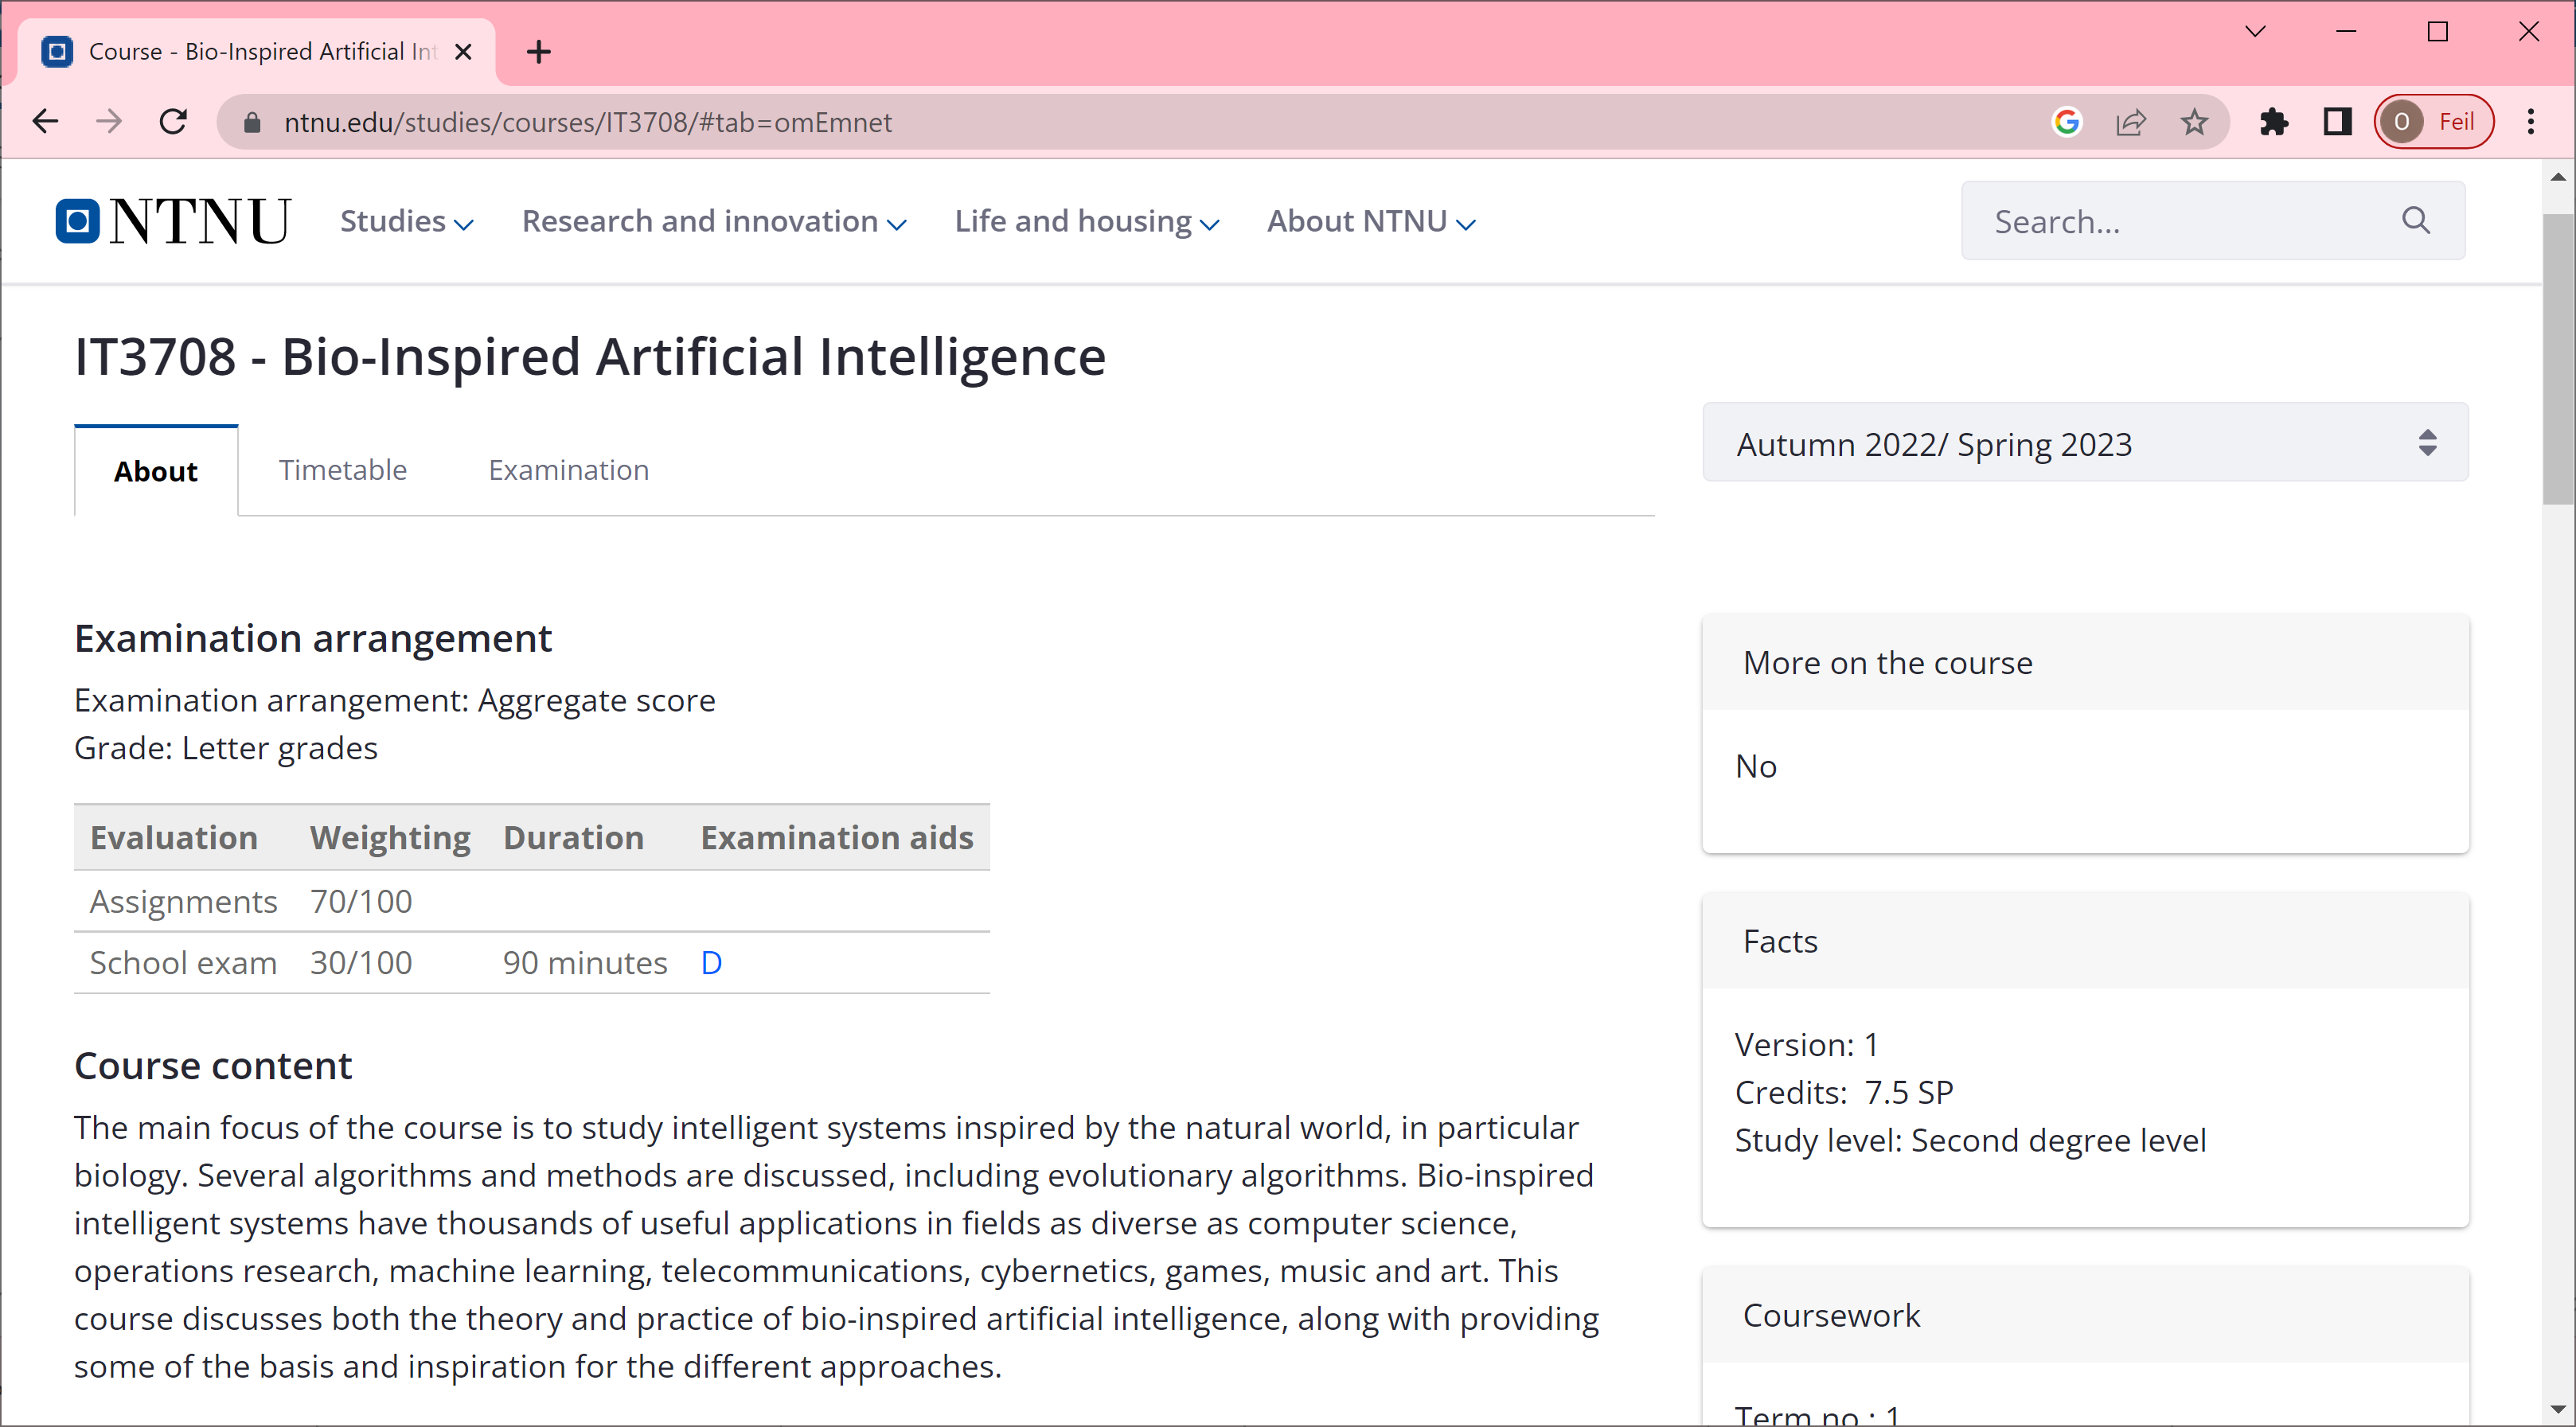 Course - Bio-Inspired Artificial Int
ntnu.edu/studies/courses/IT3708/#tab=omEmnet
O Feil
NTNU Studies Research and innovation Life and housing About NTNU Search...
IT3708 - Bio-Inspired Artificial Intelligence
Autumn 2022/ Spring 2023
About Timetable Examination
Examination arrangement
Examination arrangement: Aggregate score
Grade: Letter grades
Evaluation Weighting Duration Examination aids
Assignments 70/100
School exam 30/100 90 minutes D
Course content
The main focus of the course is to study intelligent systems inspired by the natural world, in particular
biology. Several algorithms and methods are discussed, including evolutionary algorithms. Bio-inspired
intelligent systems have thousands of useful applications in fields as diverse as computer science,
operations research, machine learning, telecommunications, cybernetics, games, music and art. This
course discusses both the theory and practice of bio-inspired artificial intelligence, along with providing
some of the basis and inspiration for the different approaches.
More on the course
No
Facts
Version: 1
Credits: 7.5 SP
Study level: Second degree level
Coursework
Term no.: 1